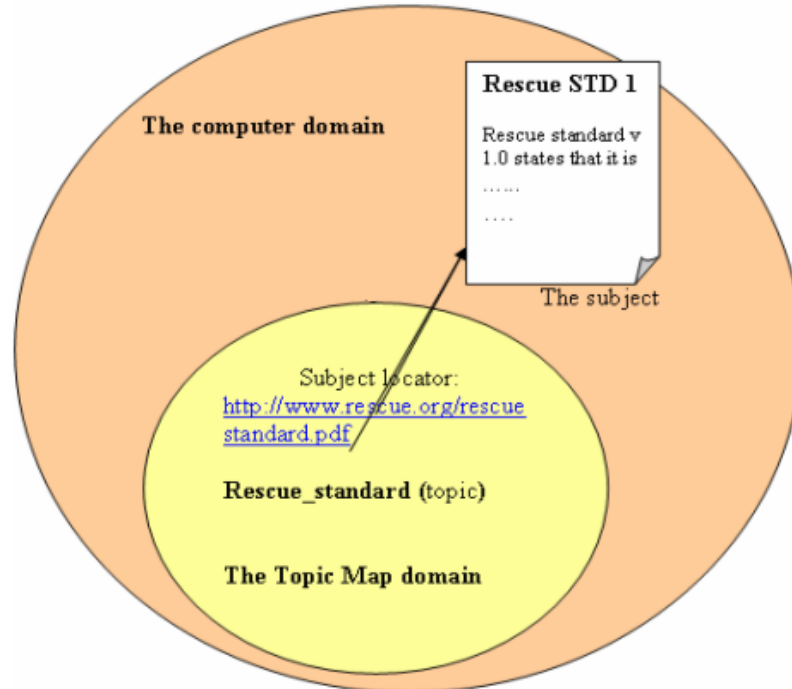 Rescue STD 1
The computer domain
Rescue standard v
1.0 states that it is
......
....
The subject
Subject locator:
http://www.rescue.org/rescue
standard.pdf
Rescue_standard (topic)
The Topic Map domain